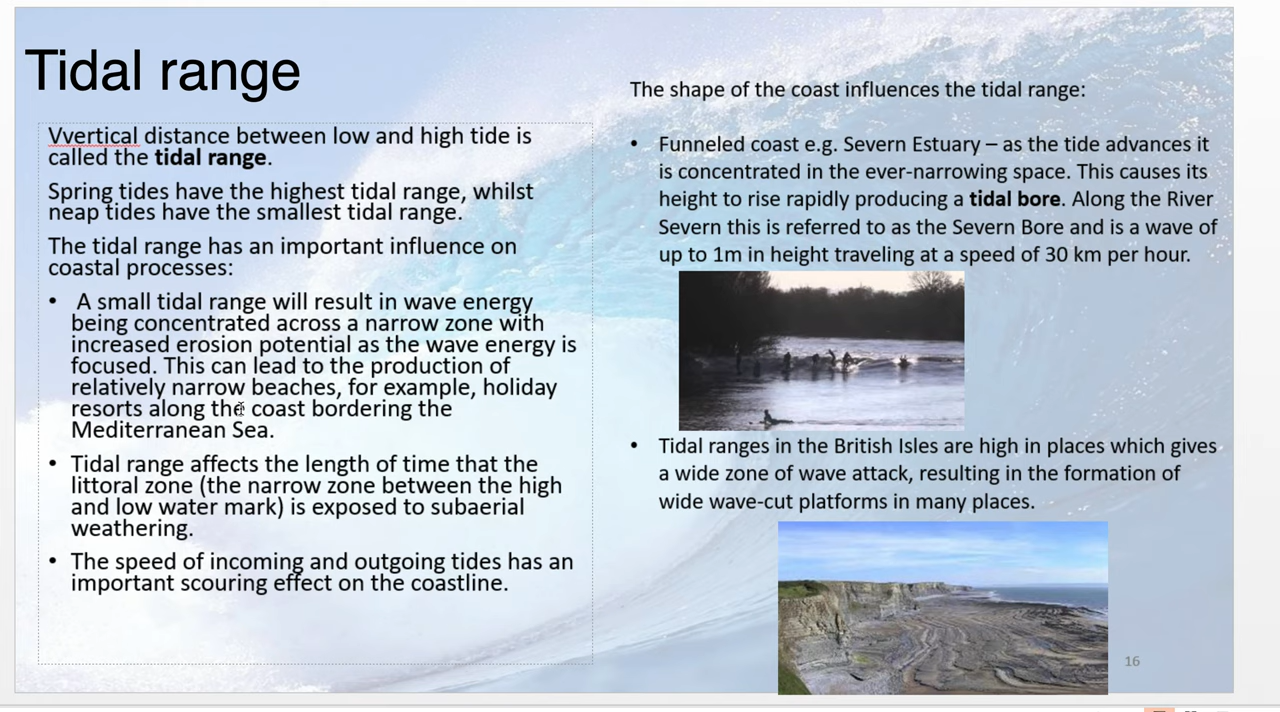 Tidal range
Vvertical distance between low and high tide is
called the tidal range.
Spring tides have the highest tidal range, whilst
neap tides have the smallest tidal range.
The tidal range has an important influence on
coastal processes:
• A small tidal range will result in wave energy
being concentrated across a narrow zone with
increased erosion potential as the wave energy is
focused. This can lead to the production of
relatively narrow beaches, for example, holiday
resorts along the coast bordering the
Mediterranean Sea.
• Tidal range affects the length of time that the
littoral zone (the narrow zone between the high
and low water mark) is exposed to subaerial
weathering.
• The speed of incoming and outgoing tides has an
important scouring effect on the coastline.
The shape of the coast influences the tidal range:
• Funneled coast e.g. Severn Estuary – as the tide advances it
is concentrated in the ever-narrowing space. This causes its
height to rise rapidly producing a tidal bore. Along the River
Severn this is referred to as the Severn Bore and is a wave of
up to 1m in height traveling at a speed of 30 km per hour.
• Tidal ranges in the British Isles are high in places which gives
a wide zone of wave attack, resulting in the formation of
wide wave-cut platforms in many places.
16